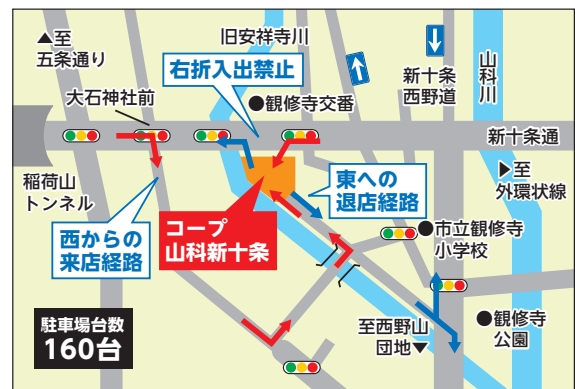 ▲至
五条通り
旧安祥寺川
右折入出禁止
大石神社前
●観修寺交番
新十条
西野道
山科川
新十条通
稲荷山
トンネル
▶至
外環状線
東への
退店経路
西からの
来店経路
コープ
山科新十条
●市立観修寺
小学校
駐車場台数
160台
至西野山
団地▼
●観修寺
公園